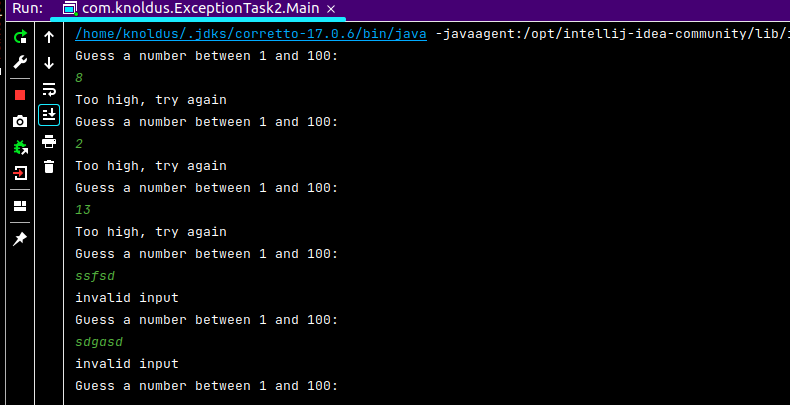 Run: com.knoldus.ExceptionTask2.Main ×
/home/knoldus/.jdks/corretto-17.0.6/bin/java -javaagent:/opt/intellij-idea-community/lib/
Guess a number between 1 and 100:
8
Too high, try again
Guess a number between 1 and 100:
2
Too high, try again
Guess a number between 1 and 100:
13
Too high, try again
Guess a number between 1 and 100:
ssfsd
invalid input
Guess a number between 1 and 100:
sdgasd
invalid input
Guess a number between 1 and 100: